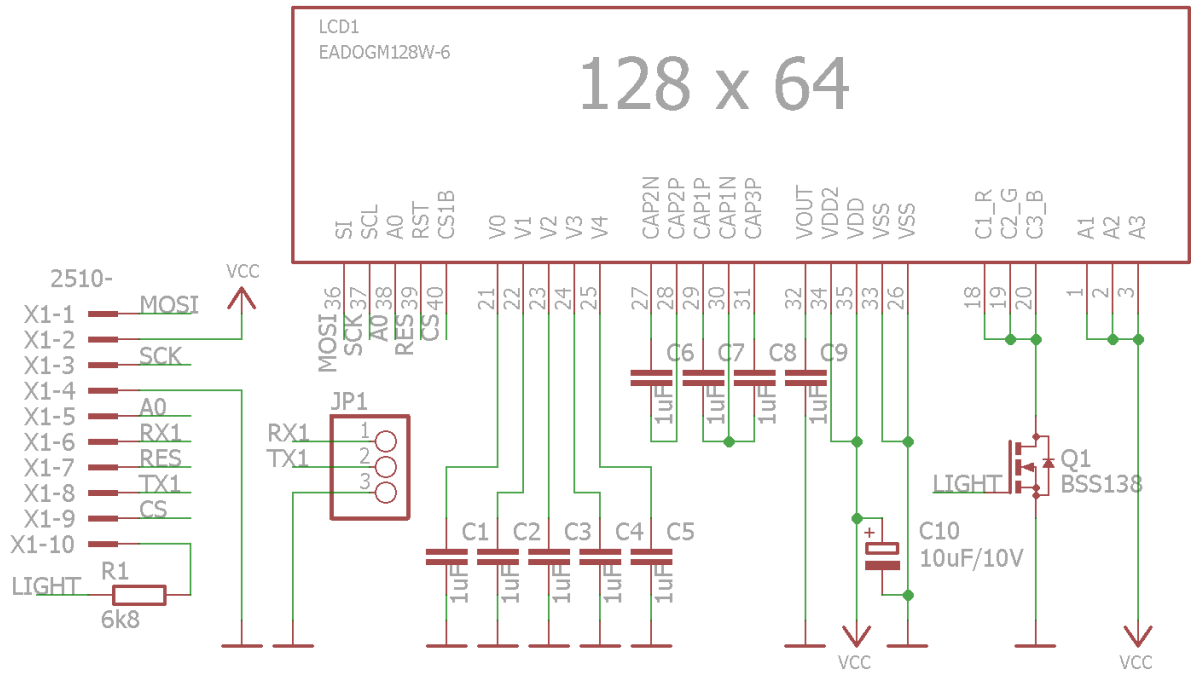 LCD1
EADOGM128W-6
128 x 64
SI
SCL
A0
RST
CS1B
V0
V1
V2
V3
V4
CAP2N
CAP2P
CAP1P
CAP1N
CAP3P
VOUT
VDD2
VDD
VSS
VSS
C1_R
C2_G
C3_B
A1
A2
A3
36
37
38
39
40
21
22
23
24
25
27
28
29
30
31
32
34
35
33
26
18
19
20
1
2
3
MOSI
SCK
A0
RES
CS
2510-
VCC
X1-1 MOSI
X1-2
X1-3 SCK
X1-4
X1-5 A0
X1-6 RX1
X1-7 RES
X1-8 TX1
X1-9 CS
X1-10
LIGHT
R1
6k8
JP1
RX1 1
TX1 2
3
C6 C7 C8 C9
1uF 1uF 1uF 1uF
C1 C2 C3 C4 C5
1uF 1uF 1uF 1uF 1uF
+
C10
10uF/10V
LIGHT
Q1
BSS138
VCC
VCC